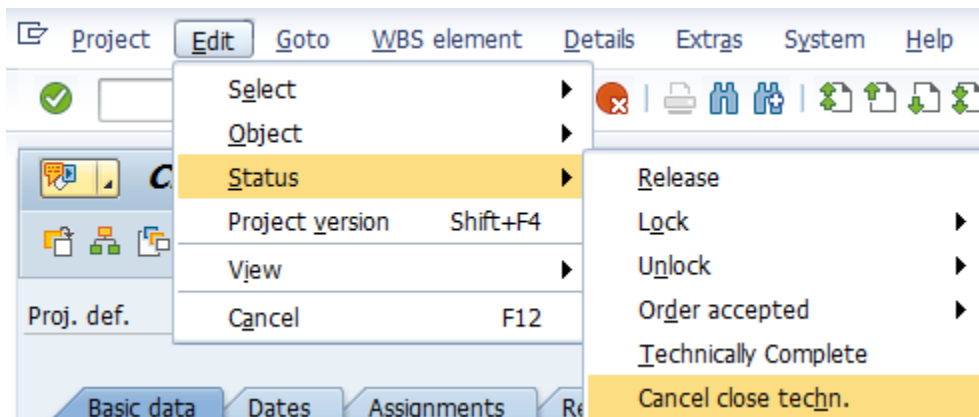 Project Edit Goto WBS element Details Extras System Help
Select
Object
Status
Release
Project version Shift+F4
Lock
View
Unlock
Cancel F12
Order accepted
Proj. def.
Technically Complete
Cancel close techn.
Basic data Dates Assignments